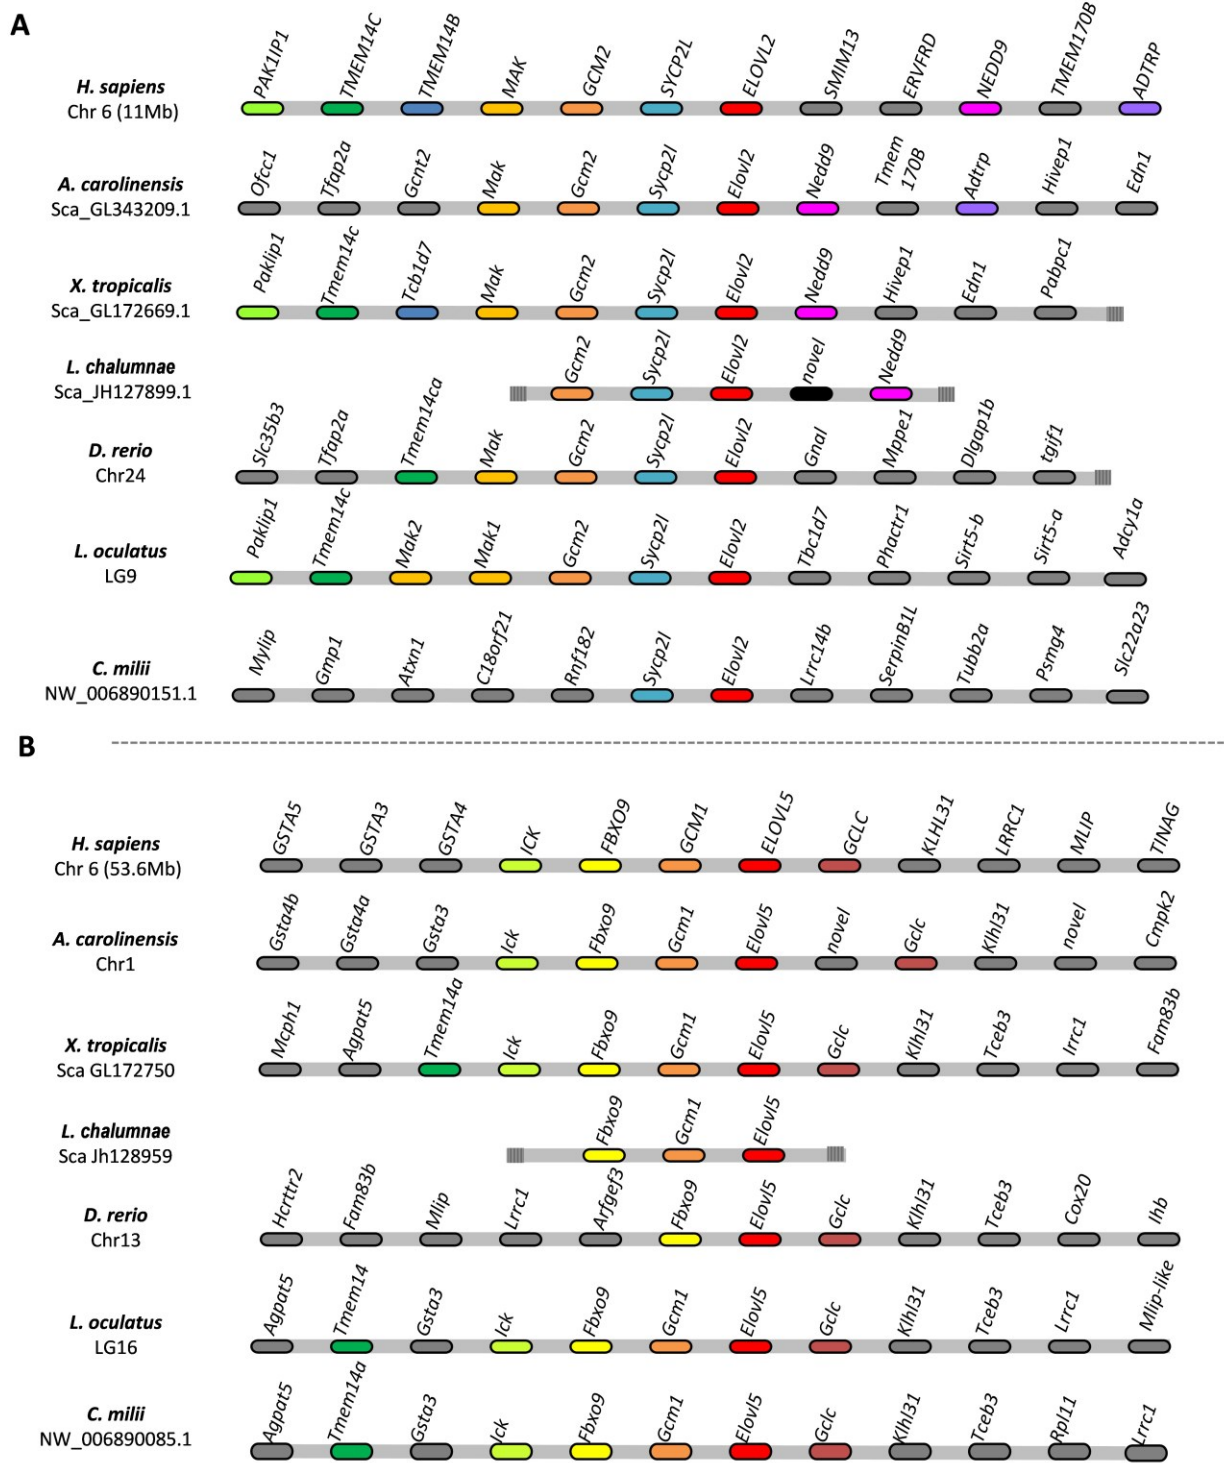 A
PAK1IP1 TMEM14C TMEM14B MAK GCM2 SYCP2L ELOVL2 SMIM13 ERVFRD NEDD9 TMEM170B ADTRP
H. sapiens
Chr 6 (11Mb)
Ofcc1 Tfap2a Gcnt2 Mak Gcm2 Sycp2l Elovl2 Nedd9 Tmem 170B Adtrp Hivep1 Edn1
A. carolinensis
Sca_GL343209.1
Paklip1 Tmem14c Tcb1d7 Mak Gcm2 Sycp2l Elovl2 Nedd9 Hivep1 Edn1 Pabpc1
X. tropicalis
Sca_GL172669.1
Gcm2 Sycp2l Elovl2 novel Nedd9
L. chalumnae
Sca_JH127899.1
Slc35b3 Tfap2a Tmem14ca Mak Gcm2 Sycp2l Elovl2 Gnal Mppe1 Dlgap1b tgif1
D. rerio
Chr24
Paklip1 Tmem14c Mak2 Mak1 Gcm2 Sycp2l Elovl2 Tbc1d7 Phactr1 Sirt5-b Sirt5-a Adcy1a
L. oculatus
LG9
Mylip Gmp1 Atxn1 C18orf21 Rnf182 Sycp2l Elovl2 Lrrc14b SerpinB1L Tubb2a Psmg4 Slc22a23
C. milii
NW_006890151.1
B
GSTA5 GSTA3 GSTA4 ICK FBXO9 GCM1 ELOVL5 GCLC KLHL31 LRRC1 MLIP TINAG
H. sapiens
Chr 6 (53.6Mb)
Gsta4b Gsta4a Gsta3 Ick Fbxo9 Gcm1 Elovl5 novel Gclc Klhl31 novel Cmpk2
A. carolinensis
Chr1
Mcph1 Agpat5 Tmem14a Ick Fbxo9 Gcm1 Elovl5 Gclc Klhl31 Tceb3 lrrc1 Fam83b
X. tropicalis
Sca GL172750
Fbxo9 Gcm1 Elovl5
L. chalumnae
Sca Jh128959
Hcrttr2 Fam83b Mlip Lrrc1 Arfgef3 Fbxo9 Elovl5 Gclc Klhl31 Tceb3 Cox20 Ihb
D. rerio
Chr13
Agpat5 Tmem14 Gsta3 Ick Fbxo9 Gcm1 Elovl5 Gclc Klhl31 Tceb3 Lrrc1 Mlip-like
L. oculatus
LG16
Agpat5 Tmem14a Gsta3 Ick Fbxo9 Gcm1 Elovl5 Gclc Klhl31 Tceb3 Rpl11 Lrrc1
C. milii
NW_006890085.1